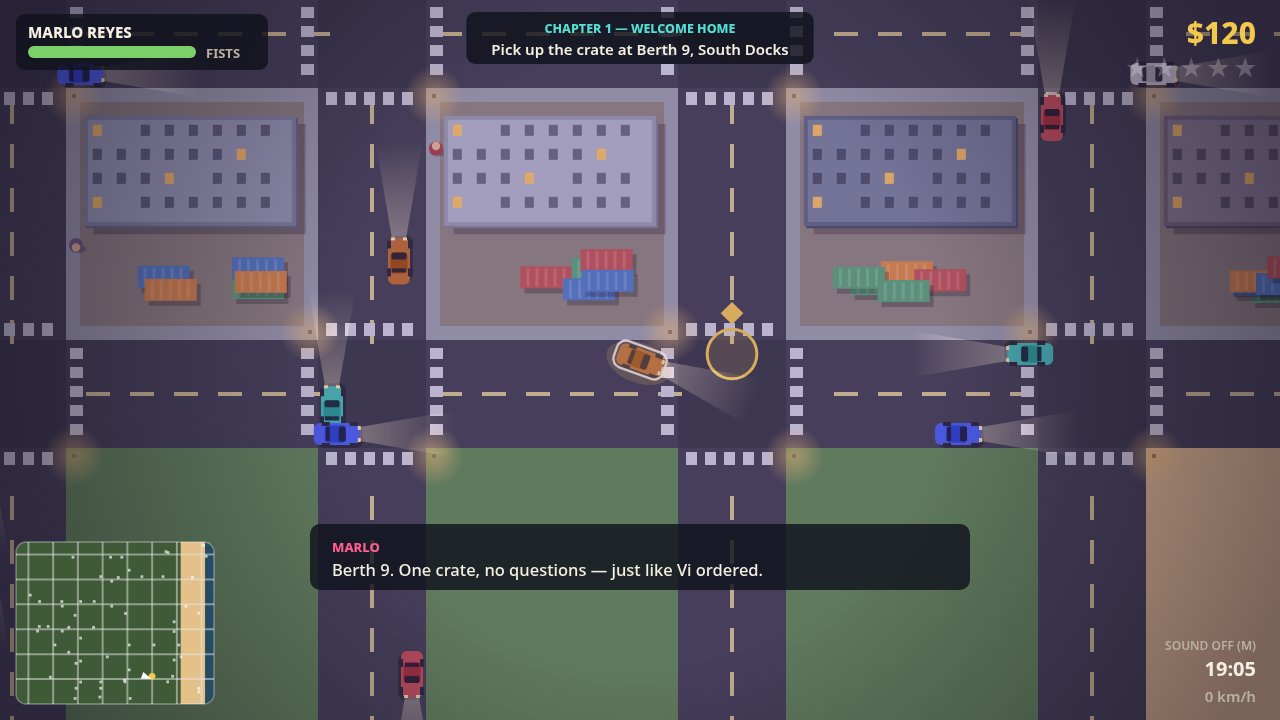 MARLO REYES
FISTS
CHAPTER 1 — WELCOME HOME
Pick up the crate at Berth 9, South Docks
$120
MARLO
Berth 9. One crate, no questions — just like Vi ordered.
SOUND OFF (M)
19:05
0 km/h